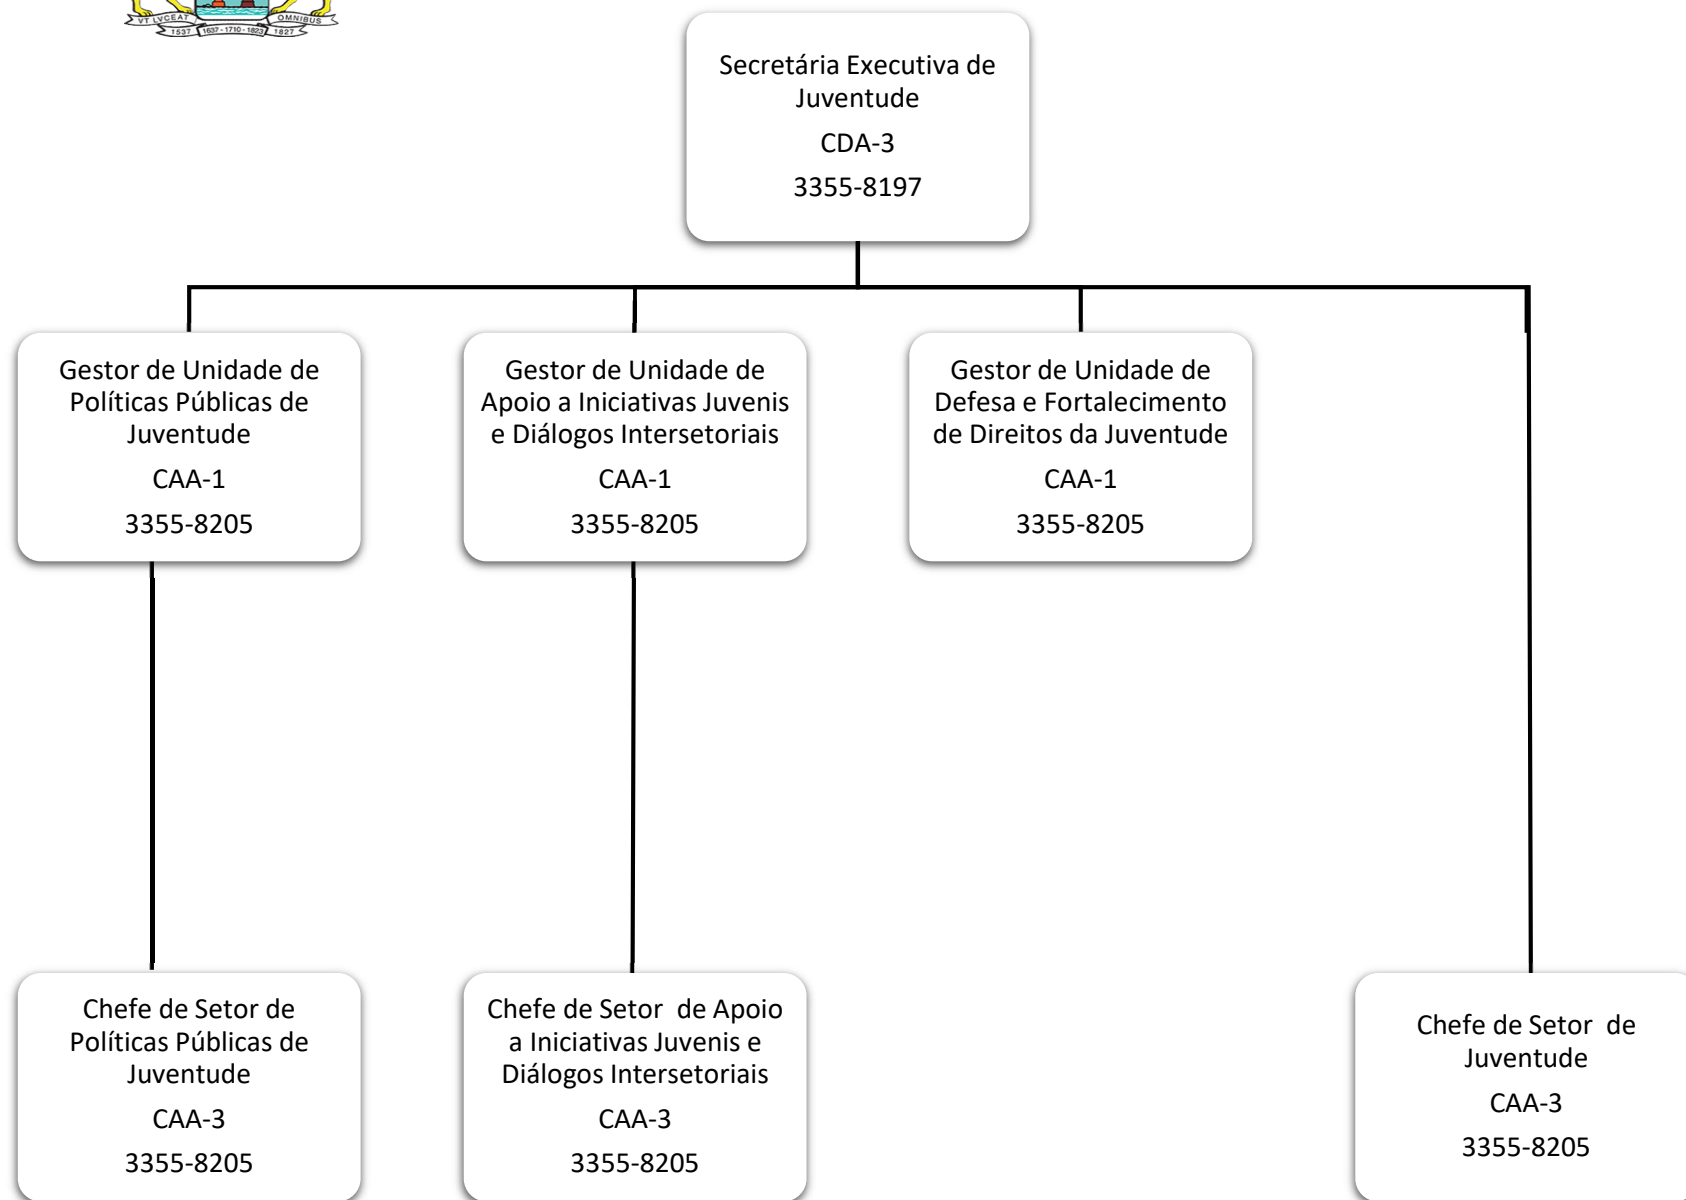 VT LVCEAT OMNIBUS
1537 1637-1710-1823 1827
Secretária Executiva de
Juventude
CDA-3
3355-8197
Gestor de Unidade de
Políticas Públicas de
Juventude
CAA-1
3355-8205
Gestor de Unidade de
Apoio a Iniciativas Juvenis
e Diálogos Intersetoriais
CAA-1
3355-8205
Gestor de Unidade de
Defesa e Fortalecimento
de Direitos da Juventude
CAA-1
3355-8205
Chefe de Setor de
Políticas Públicas de
Juventude
CAA-3
3355-8205
Chefe de Setor  de Apoio
a Iniciativas Juvenis e
Diálogos Intersetoriais
CAA-3
3355-8205
Chefe de Setor  de
Juventude
CAA-3
3355-8205